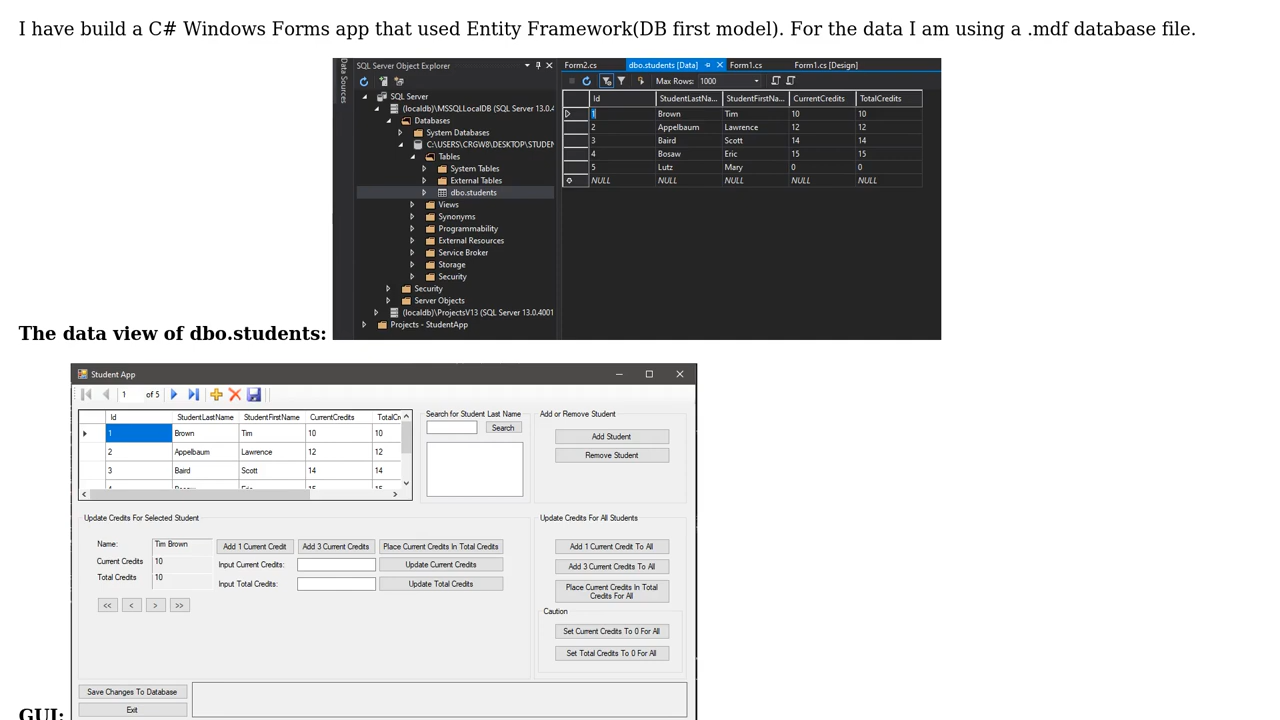 I have build a C# Windows Forms app that used Entity Framework(DB first model). For the data I am using a .mdf database file.
Data Sources
SQL Server Object Explorer
SQL Server
(localdb)\MSSQLLocalDB (SQL Server 13.0.4
Databases
System Databases
C:\USERS\CRGW8\DESKTOP\STUDEN
Tables
System Tables
External Tables
dbo.students
Views
Synonyms
Programmability
External Resources
Service Broker
Storage
Security
Security
Server Objects
(localdb)\ProjectsV13 (SQL Server 13.0.4001
Projects - StudentApp
Form2.cs dbo.students [Data] Form1.cs Form1.cs [Design]
Max Rows: 1000
Id StudentLastNa... StudentFirstNa... CurrentCredits TotalCredits
1 Brown Tim 10 10
2 Appelbaum Lawrence 12 12
3 Baird Scott 14 14
4 Bosaw Eric 15 15
5 Lutz Mary 0 0
NULL NULL NULL NULL NULL
The data view of dbo.students:
Student App
1 of 5
Id StudentLastName StudentFirstName CurrentCredits TotalCr
1 Brown Tim 10 10
2 Appelbaum Lawrence 12 12
3 Baird Scott 14 14
4 Bosaw Eric 15 15
Search for Student Last Name
Search
Add or Remove Student
Add Student
Remove Student
Update Credits For Selected Student
Name: Tim Brown
Current Credits 10
Total Credits 10
<< < > >>
Add 1 Current Credit Add 3 Current Credits Place Current Credits In Total Credits
Input Current Credits: Update Current Credits
Input Total Credits: Update Total Credits
Update Credits For All Students
Add 1 Current Credit To All
Add 3 Current Credits To All
Place Current Credits In Total
Credits For All
Caution
Set Current Credits To 0 For All
Set Total Credits To 0 For All
Save Changes To Database
Exit
GUI: